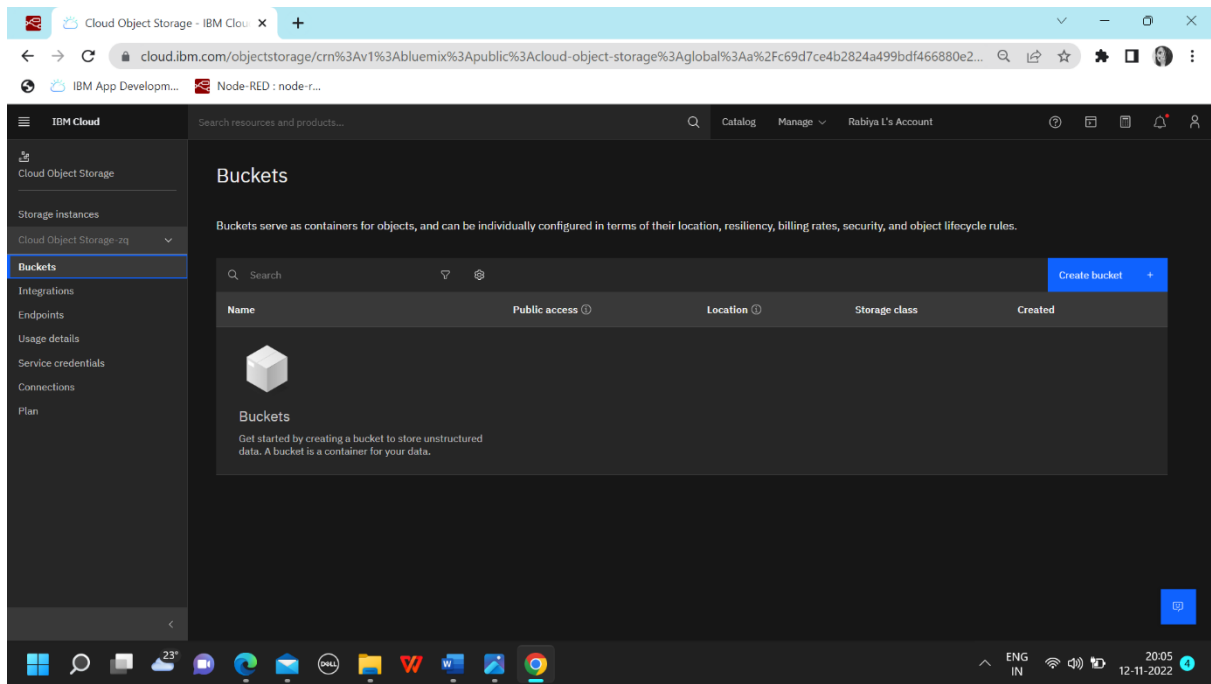 Cloud Object Storage - IBM Clou
cloud.ibm.com/objectstorage/crn%3Av1%3Abluemix%3Apublic%3Acloud-object-storage%3Aglobal%3Aa%2Fc69d7ce4b2824a499bdf466880e2...
IBM App Developm... Node-RED : node-r...
IBM Cloud Search resources and products... Catalog Manage Rabiya L's Account
Cloud Object Storage
Storage instances
Cloud Object Storage-zq
Buckets
Integrations
Endpoints
Usage details
Service credentials
Connections
Plan
Buckets
Buckets serve as containers for objects, and can be individually configured in terms of their location, resiliency, billing rates, security, and object lifecycle rules.
Search Create bucket +
Name Public access Location Storage class Created
Buckets
Get started by creating a bucket to store unstructured
data. A bucket is a container for your data.
23°
DELL
W
W
ENG
IN
20:05
12-11-2022
4